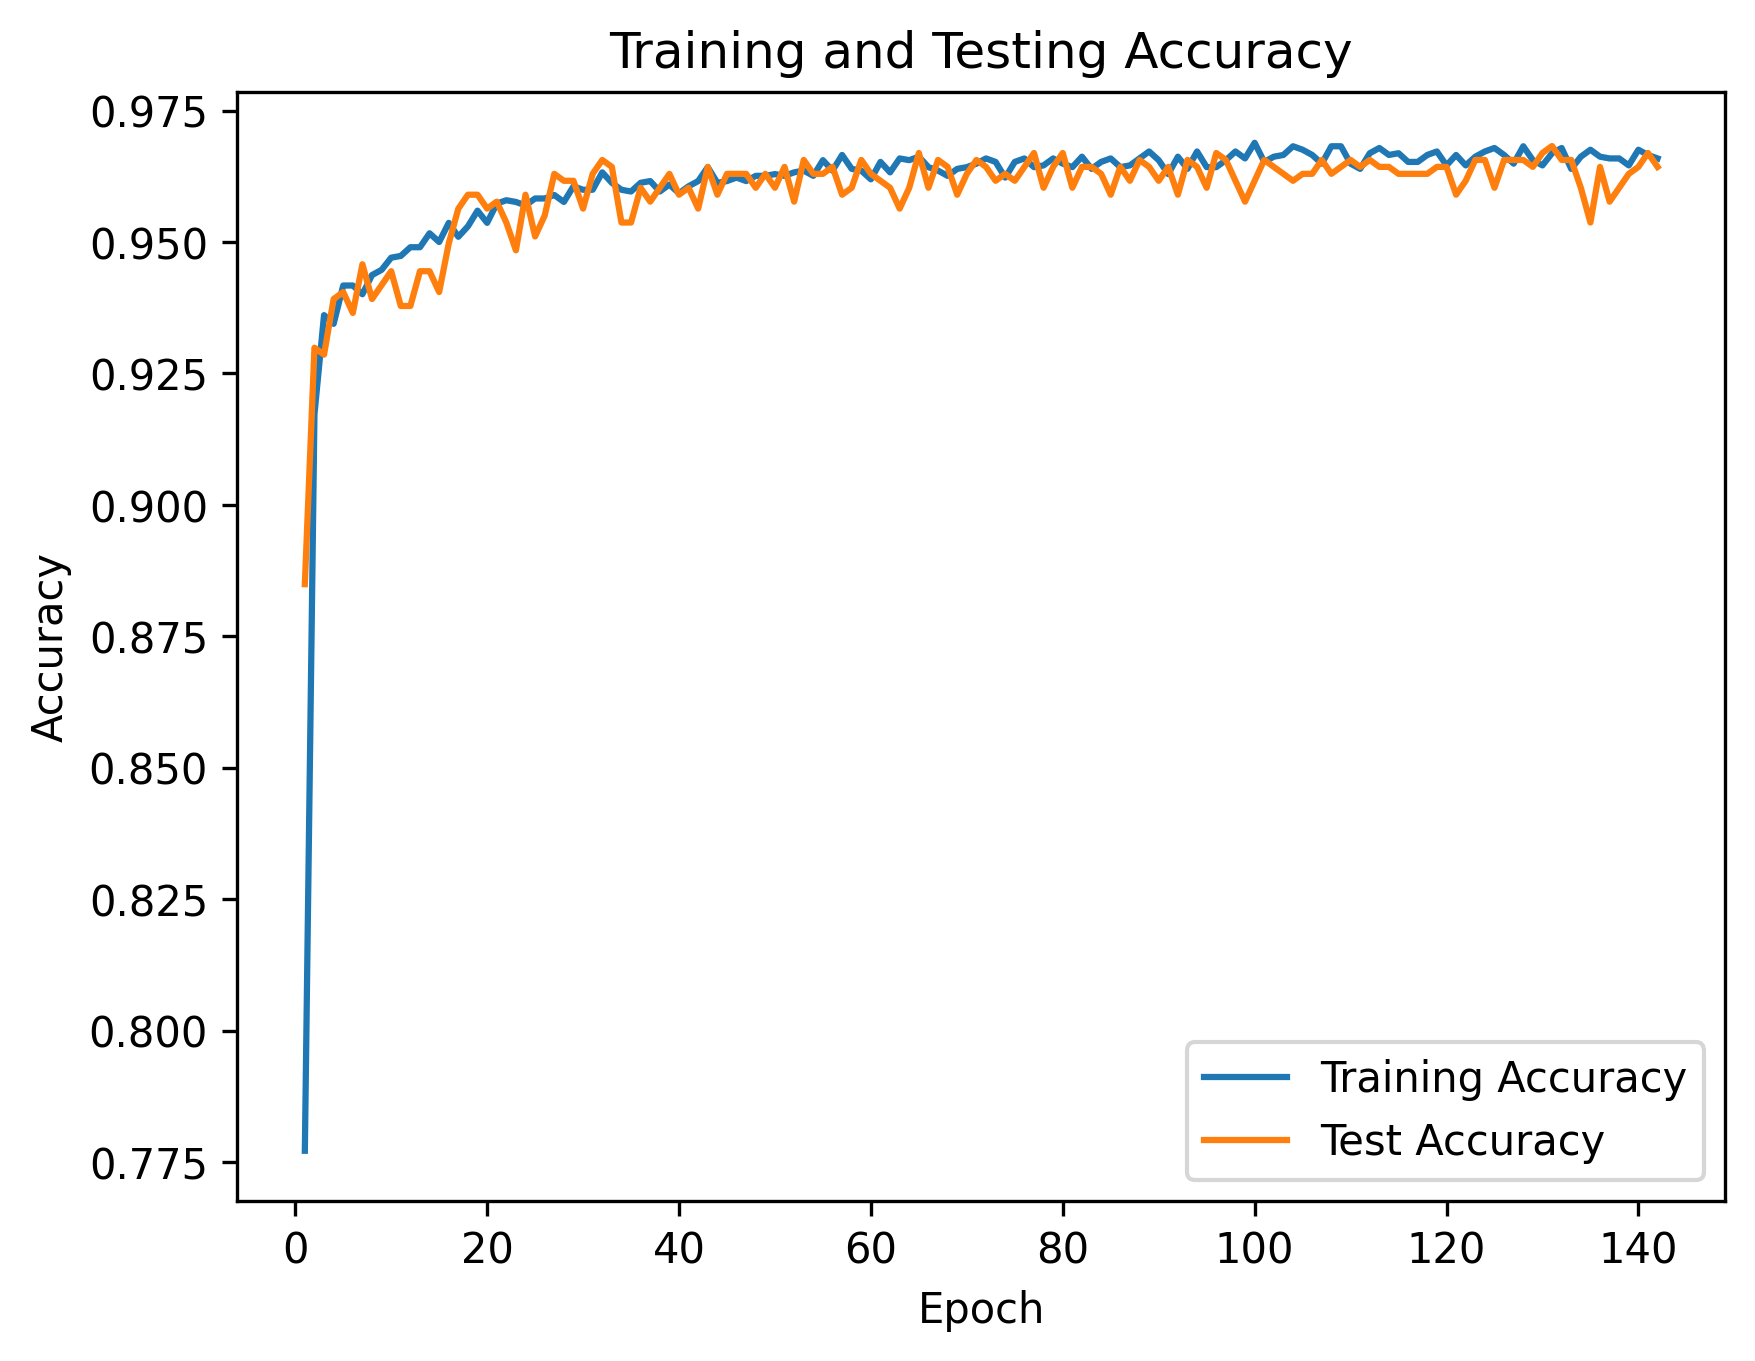 Training and Testing Accuracy
0.975
0.950
0.925
0.900
0.875
0.850
0.825
0.800
0.775
Accuracy
Training Accuracy
Test Accuracy
0 20 40 60 80 100 120 140
Epoch